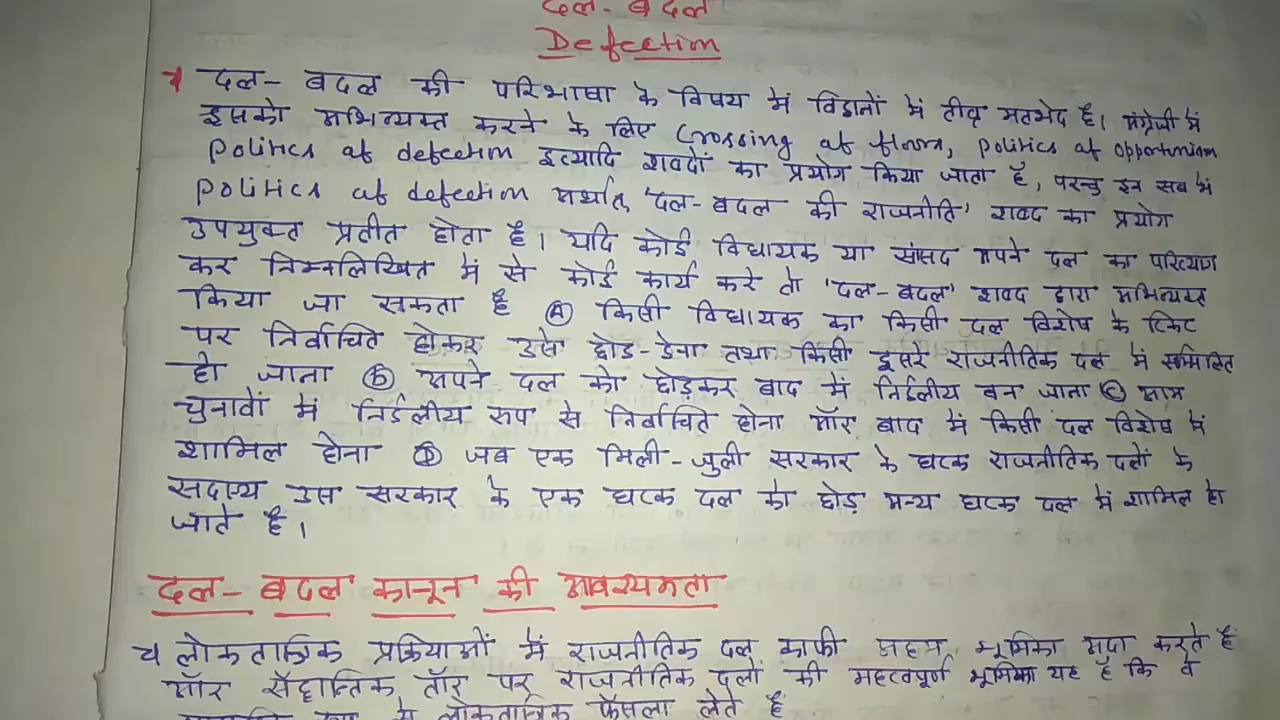 दल-बदल
Defection
दल-बदल की परिभाषा के विषय में विद्वानों में तीव्र मतभेद है। अंग्रेजी में
इसको अभिव्यक्त करने के लिए Crossing of floors, politics of opportunism
politics of defection इत्यादि शब्दों का प्रयोग किया जाता है, परन्तु इन सब में
politics of defection अर्थात् 'दल-बदल की राजनीति' शब्द का प्रयोग
उपयुक्त प्रतीत होता है। यदि कोई विधायक या सांसद अपने दल का परित्याग
कर निम्नलिखित में से कोई कार्य करे तो 'दल-बदल' शब्द द्वारा अभिव्यक्त
किया जा सकता है (A) किसी विधायक का किसी दल विशेष के टिकट
पर निर्वाचित होकर उसे छोड़-देना तथा किसी दूसरे राजनीतिक दल में सम्मिलित
हो जाना (b) अपने दल को छोड़कर बाद में निर्दलीय बन जाना (c) आम
चुनावों में निर्दलीय रूप से निर्वाचित होना और बाद में किसी दल विशेष में
शामिल होना (D) जब एक मिली-जुली सरकार के घटक राजनीतिक दलों के
सदस्य उस सरकार के एक घटक दल को छोड़ अन्य घटक दल में शामिल हो
जाते है।
दल-बदल कानून की आवश्यकता
लोकतान्त्रिक प्रक्रियाओं में राजनीतिक दल काफी अहम भूमिका अदा करते हैं
और सैद्धान्तिक तौर पर राजनीतिक दलों की महत्वपूर्ण भूमिका यह है कि वे
लोकतान्त्रिक फैसला लेते हैं